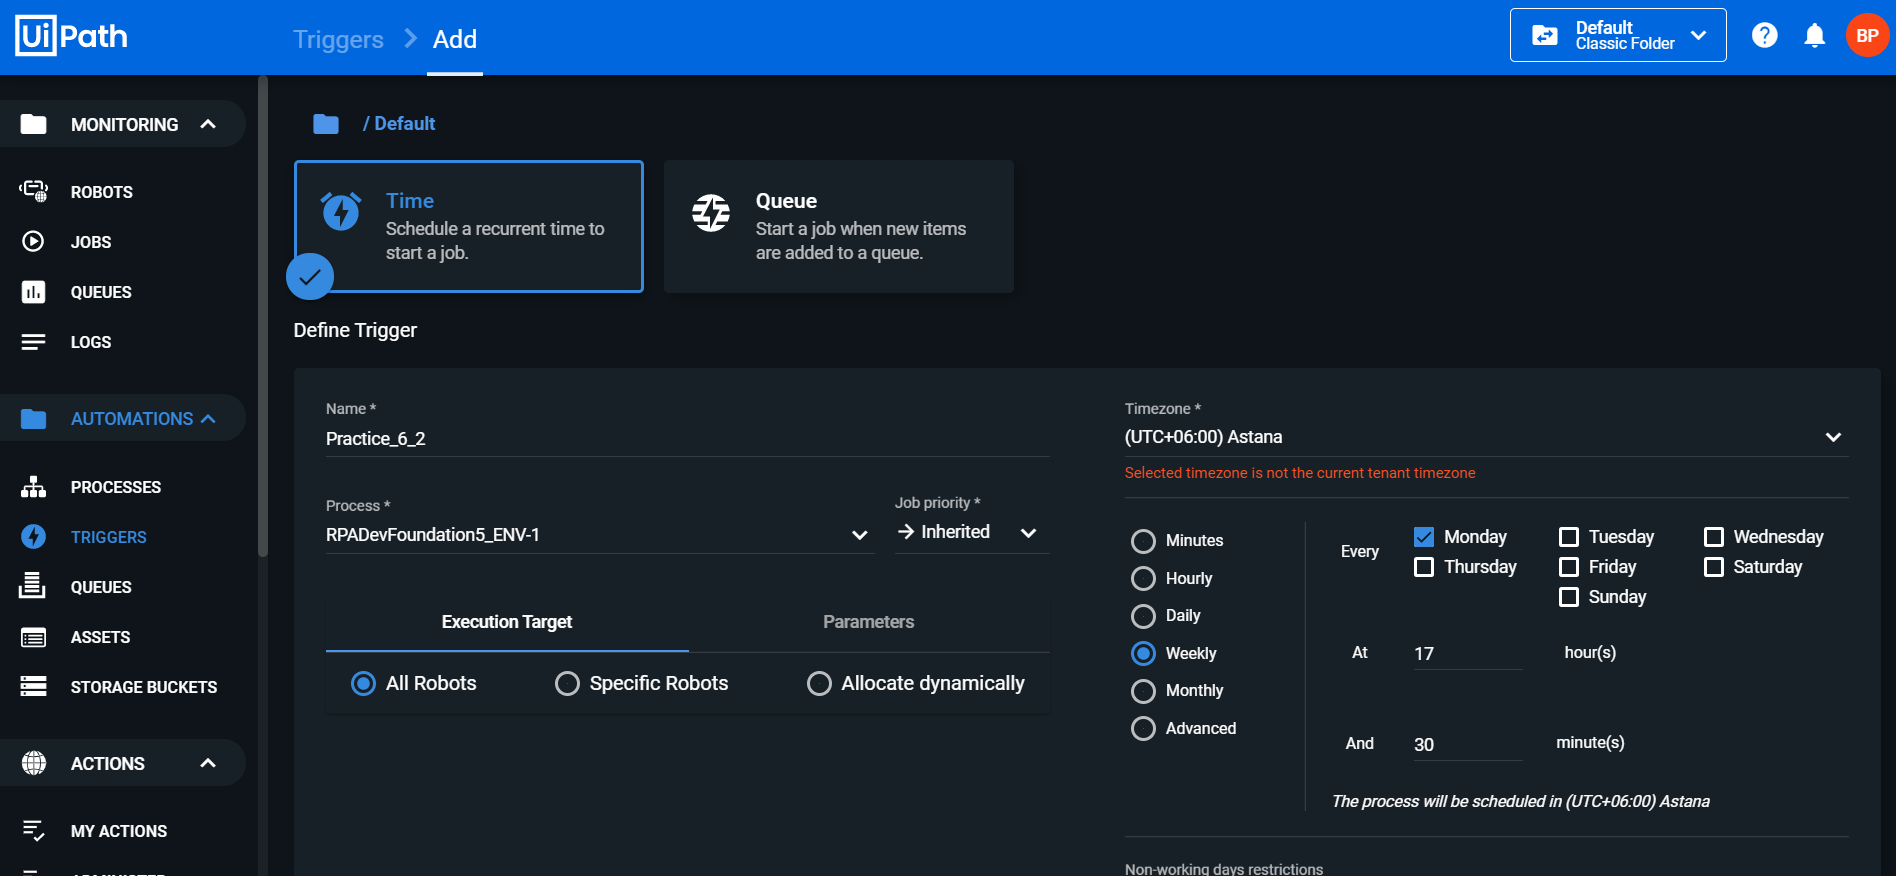 UiPath
Triggers
Add
Default
Classic Folder
?
BP
MONITORING
ROBOTS
JOBS
QUEUES
LOGS
AUTOMATIONS
PROCESSES
TRIGGERS
QUEUES
ASSETS
STORAGE BUCKETS
ACTIONS
MY ACTIONS
/ Default
Time
Schedule a recurrent time to
start a job.
Queue
Start a job when new items
are added to a queue.
Define Trigger
Name *
Practice_6_2
Process *
RPADevFoundation5_ENV-1
Job priority *
Inherited
Execution Target
Parameters
All Robots
Specific Robots
Allocate dynamically
Timezone *
(UTC+06:00) Astana
Selected timezone is not the current tenant timezone
Minutes
Hourly
Daily
Weekly
Monthly
Advanced
Every
Monday
Tuesday
Wednesday
Thursday
Friday
Saturday
Sunday
At
17
hour(s)
And
30
minute(s)
The process will be scheduled in (UTC+06:00) Astana
Non-working days restrictions